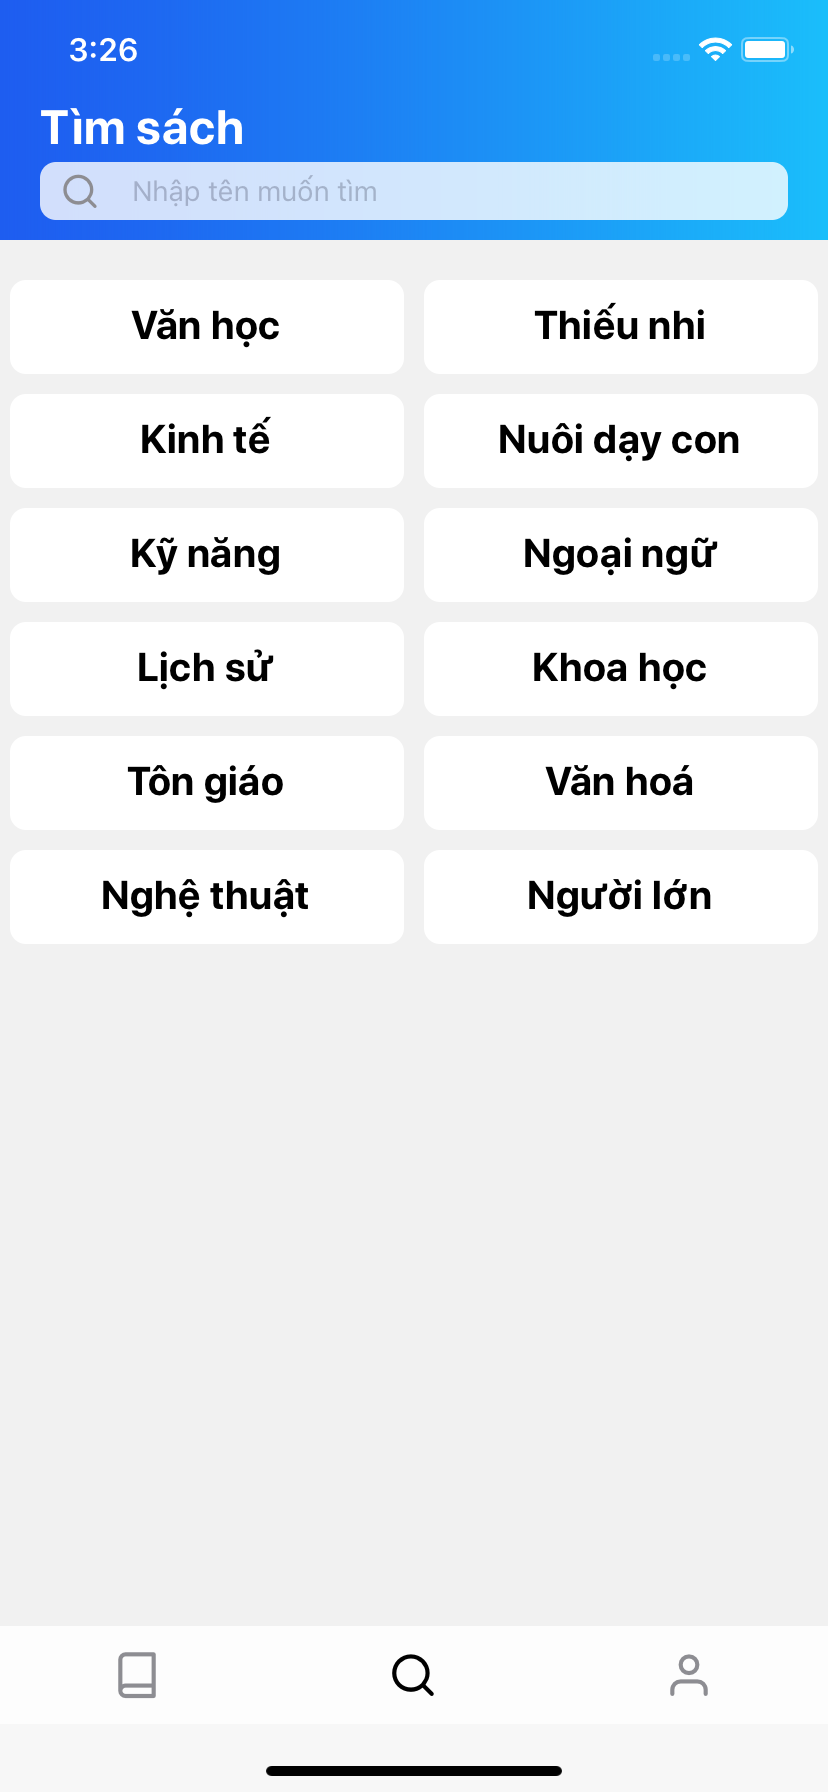 3:26
Tìm sách
Nhập tên muốn tìm
Văn học
Thiếu nhi
Kinh tế
Nuôi dạy con
Kỹ năng
Ngoại ngữ
Lịch sử
Khoa học
Tôn giáo
Văn hoá
Nghệ thuật
Người lớn